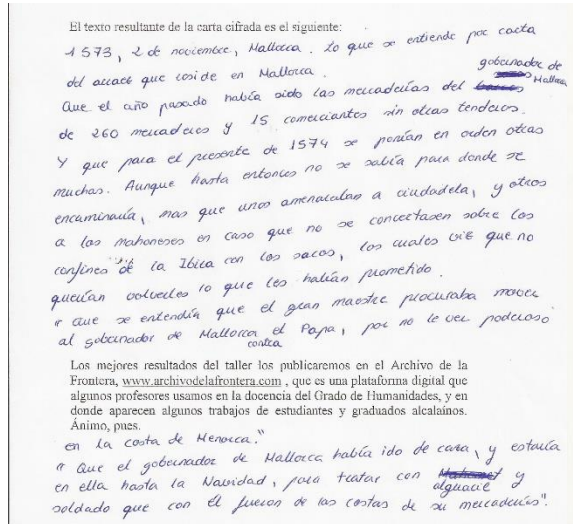 El texto resultante de la carta cifrada es el siguiente:
1573, 2 de noviembre, Mallorca. Lo que se entiende por carta
del que reside en Mallorca.
gobernador de
Que el año pasado había sido las mercaderías del Mallorca
de 260 mercaderos y 15 comerciantes sin otras tenderos.
Y que para el presente de 1574 se ponían en orden otras
muchas. Aunque hasta entonces no se sabía para donde se
encaminaría, mas que unos amenazaban a ciudadela, y otros
a los mahoneses en caso que no se concertasen sobre los
confines de la Ibica con los sacos, los cuales vie que no
querían volverles lo que les habían prometido.
" Que se entendía que el gran maestre procuraba mover
al gobernador de Mallorca el Papa, por no le ver poderoso
contra
Los mejores resultados del taller los publicaremos en el Archivo de la
Frontera, www.archivodelafrontera.com , que es una plataforma digital que
algunos profesores usamos en la docencia del Grado de Humanidades, y en
donde aparecen algunos trabajos de estudiantes y graduados alcalaínos.
Ánimo, pues.
en la costa de Menorca."
" Que el gobernador de Mallorca había ido de caza, y estaría
en ella hasta la Navidad, para tratar con y
alguacil
soldado que con él fueron de las costas de su mercaderías".